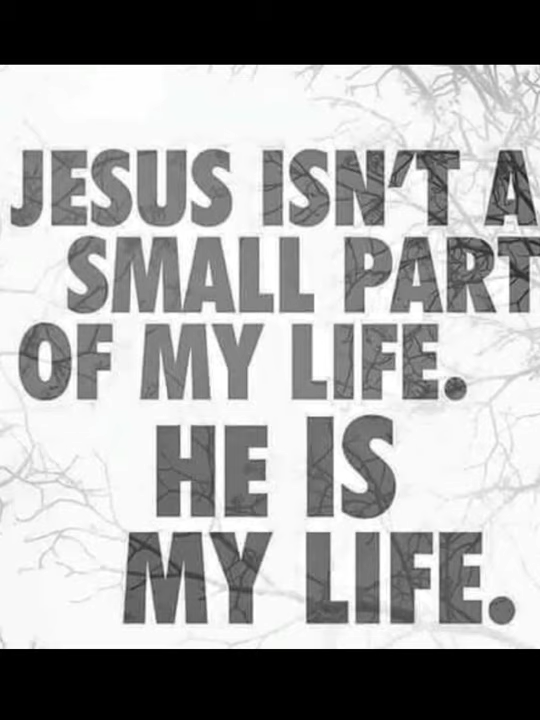 JESUS ISN'T A
SMALL PART
OF MY LIFE.
HE IS
MY LIFE.